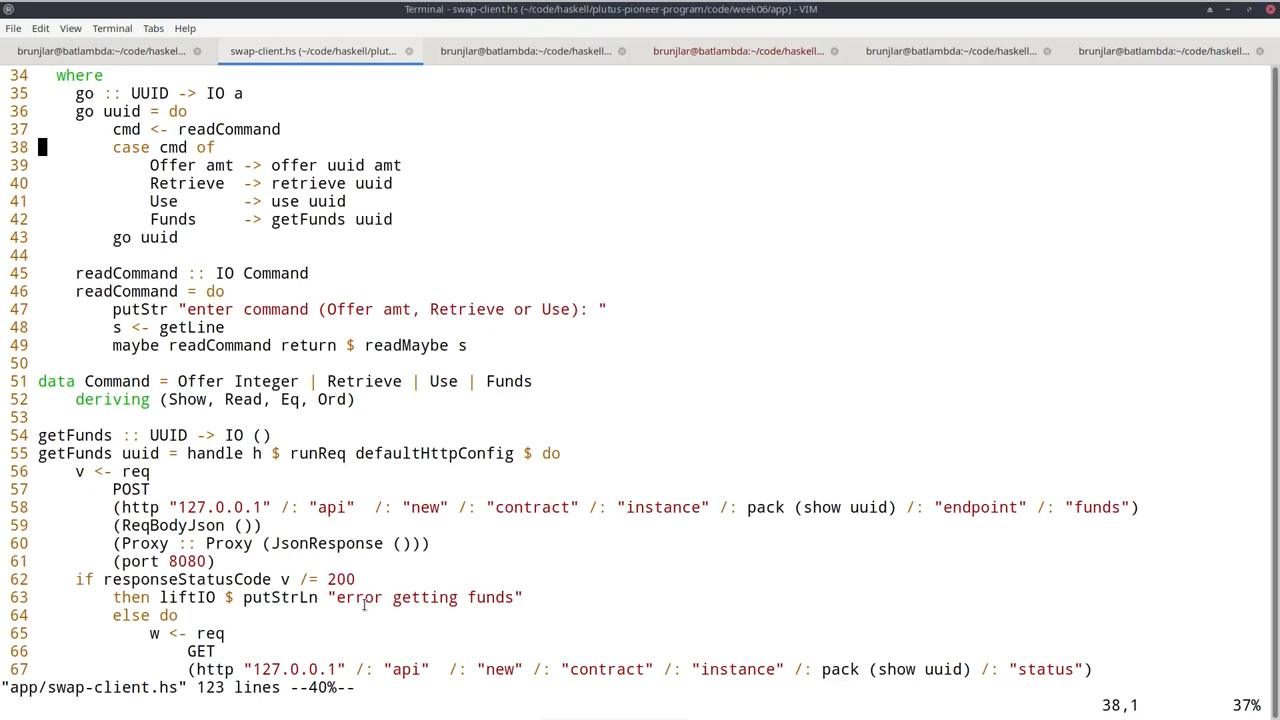 Terminal - swap-client.hs (~/code/haskell/plutus-pioneer-program/code/week06/app) - VIM
File Edit View Terminal Tabs Help
brunjlar@batlambda:~/code/haskel... swap-client.hs (~/code/haskell/plut... brunjlar@batlambda:~/code/haskell... brunjlar@batlambda:~/code/haskell... brunjlar@batlambda:~/code/haskell... brunjlar@batlambda:~/code/haskell...
34   where
35     go :: UUID -> IO a
36     go uuid = do
37         cmd <- readCommand
38         case cmd of
39             Offer amt -> offer uuid amt
40             Retrieve  -> retrieve uuid
41             Use       -> use uuid
42             Funds     -> getFunds uuid
43         go uuid
44
45     readCommand :: IO Command
46     readCommand = do
47         putStr "enter command (Offer amt, Retrieve or Use): "
48         s <- getLine
49         maybe readCommand return $ readMaybe s
50
51 data Command = Offer Integer | Retrieve | Use | Funds
52     deriving (Show, Read, Eq, Ord)
53
54 getFunds :: UUID -> IO ()
55 getFunds uuid = handle h $ runReq defaultHttpConfig $ do
56     v <- req
57         POST
58         (http "127.0.0.1" /: "api"  /: "new" /: "contract" /: "instance" /: pack (show uuid) /: "endpoint" /: "funds")
59         (ReqBodyJson ())
60         (Proxy :: Proxy (JsonResponse ()))
61         (port 8080)
62     if responseStatusCode v /= 200
63         then liftIO $ putStrLn "error getting funds"
64         else do
65             w <- req
66                 GET
67                 (http "127.0.0.1" /: "api"  /: "new" /: "contract" /: "instance" /: pack (show uuid) /: "status")
"app/swap-client.hs" 123 lines --40%--
38,1 37%